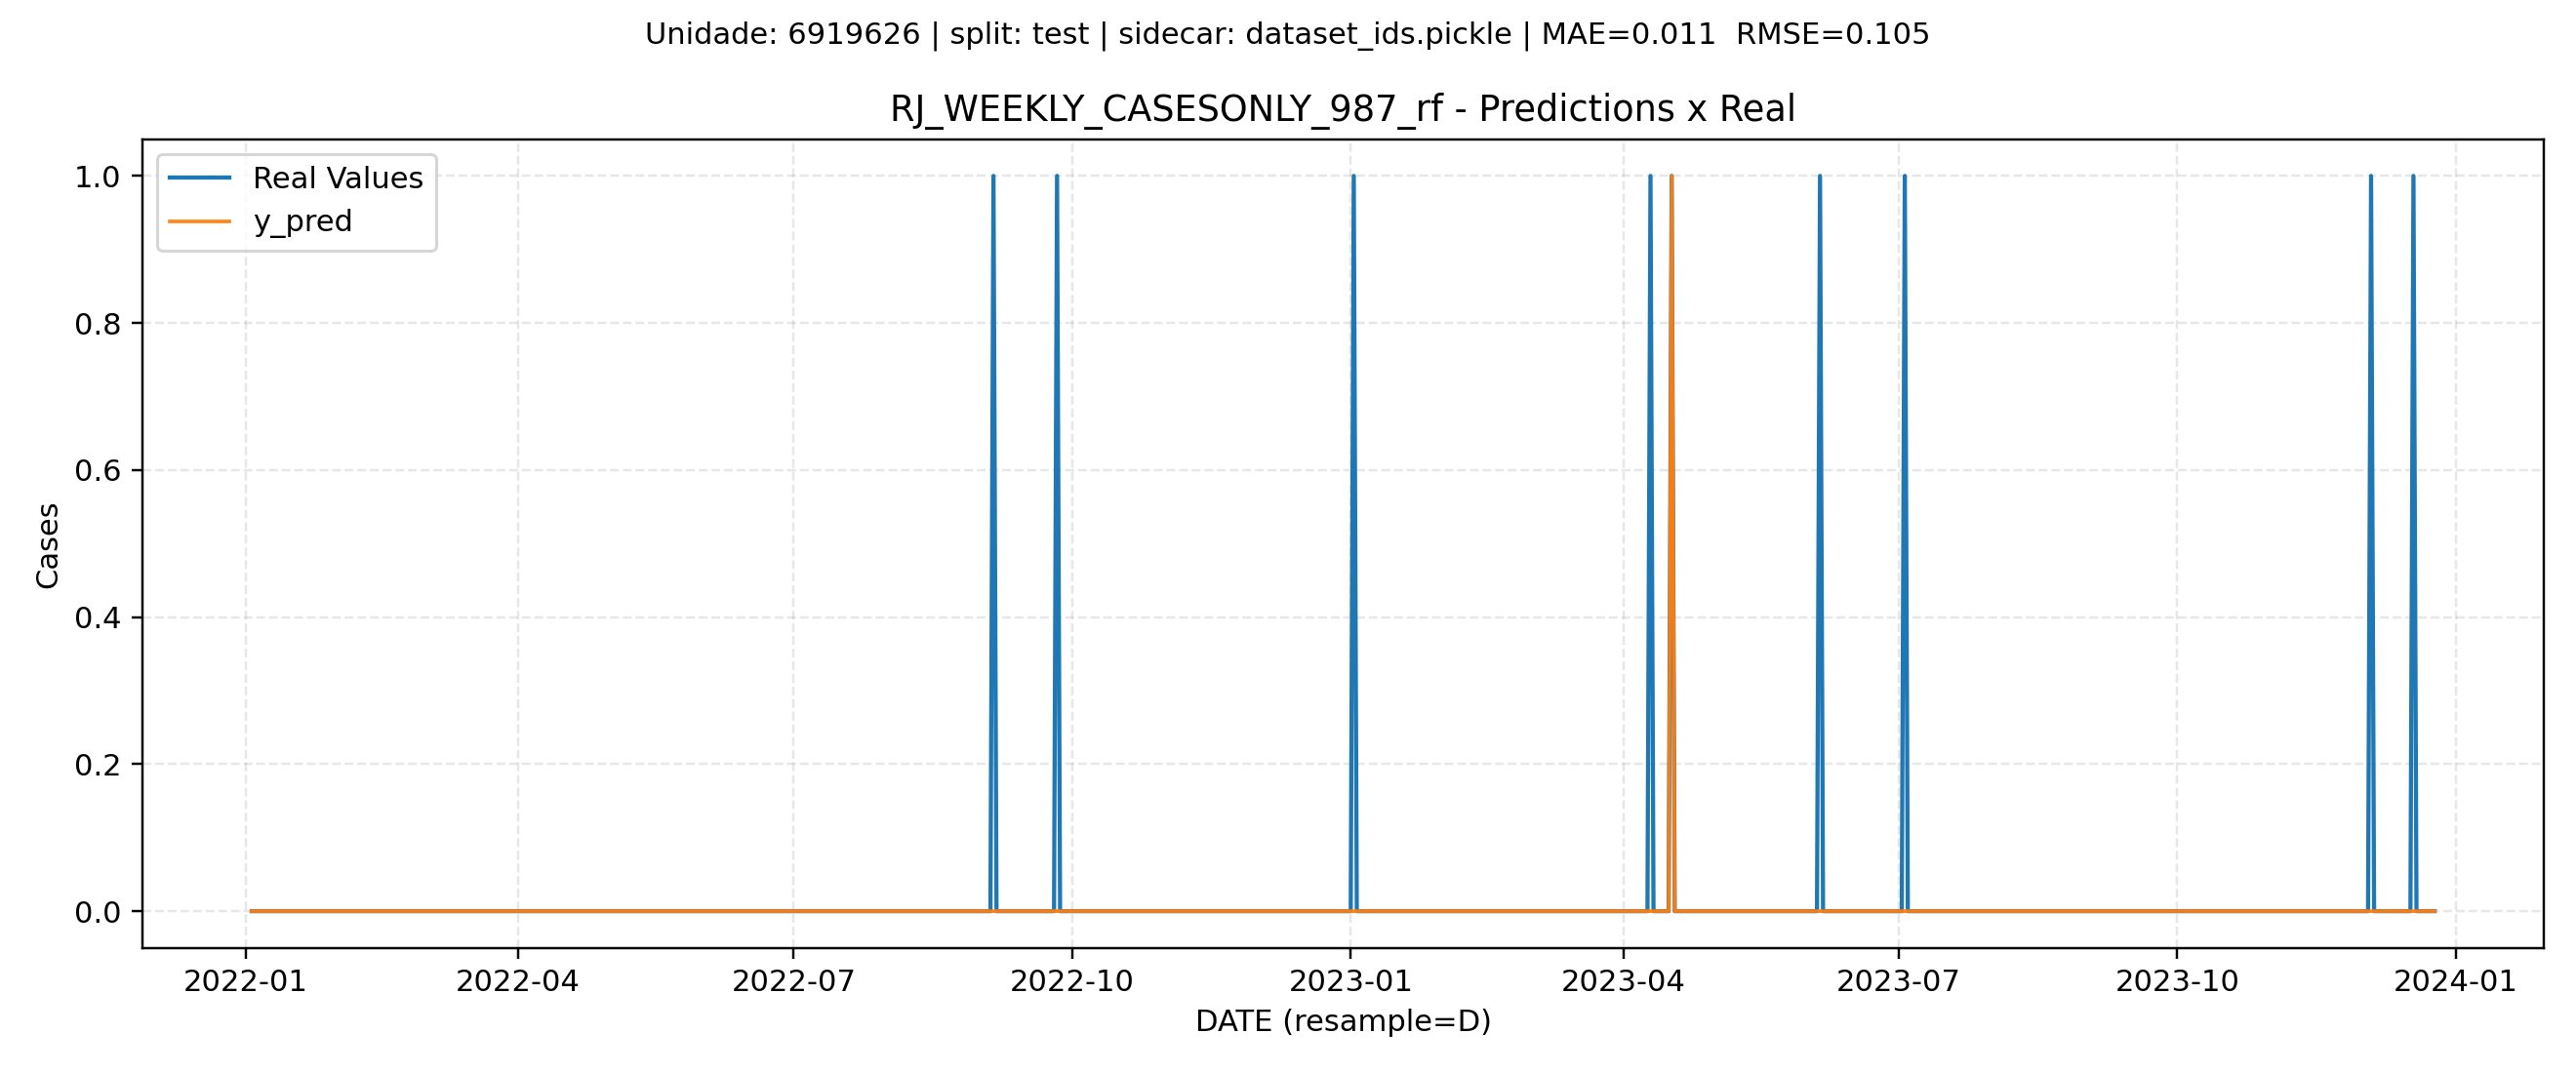 Unidade: 6919626 | split: test | sidecar: dataset_ids.pickle | MAE=0.011  RMSE=0.105
RJ_WEEKLY_CASESONLY_987_rf - Predictions x Real
Real Values
y_pred
1.0
0.8
0.6
0.4
0.2
0.0
Cases
2022-01
2022-04
2022-07
2022-10
2023-01
2023-04
2023-07
2023-10
2024-01
DATE (resample=D)